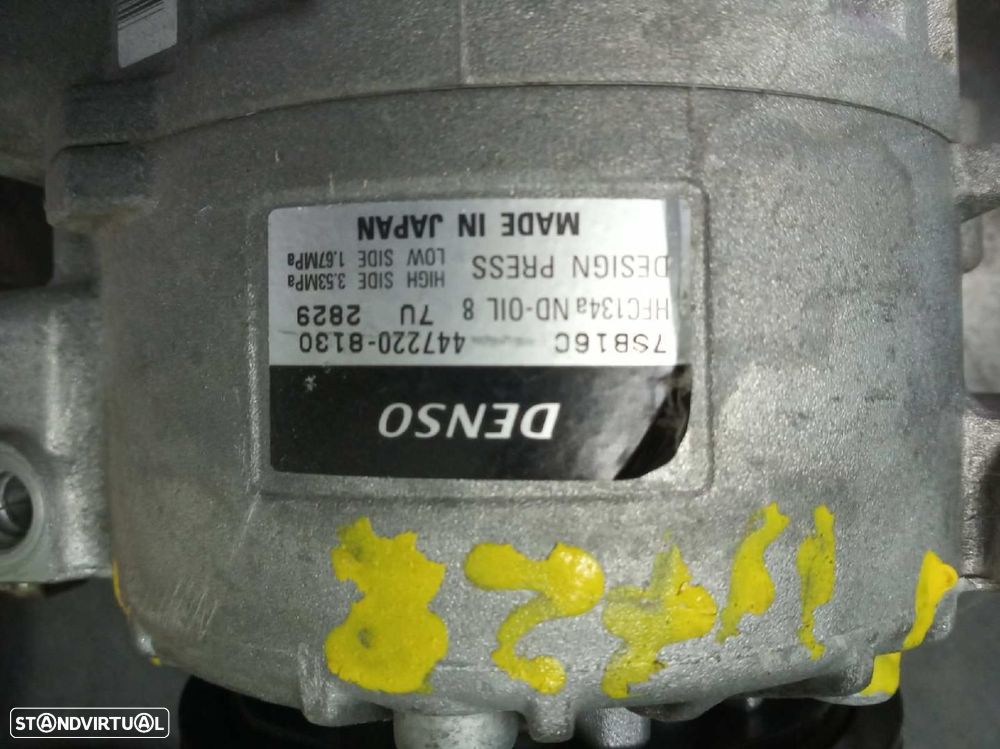 DENSO
7SB16C 447220-8130
HFC134a ND-OIL 8 7U 2829
DESIGN PRESS HIGH SIDE 3.53MPa
LOW SIDE 1.67MPa
MADE IN JAPAN
STANDVIRTUAL